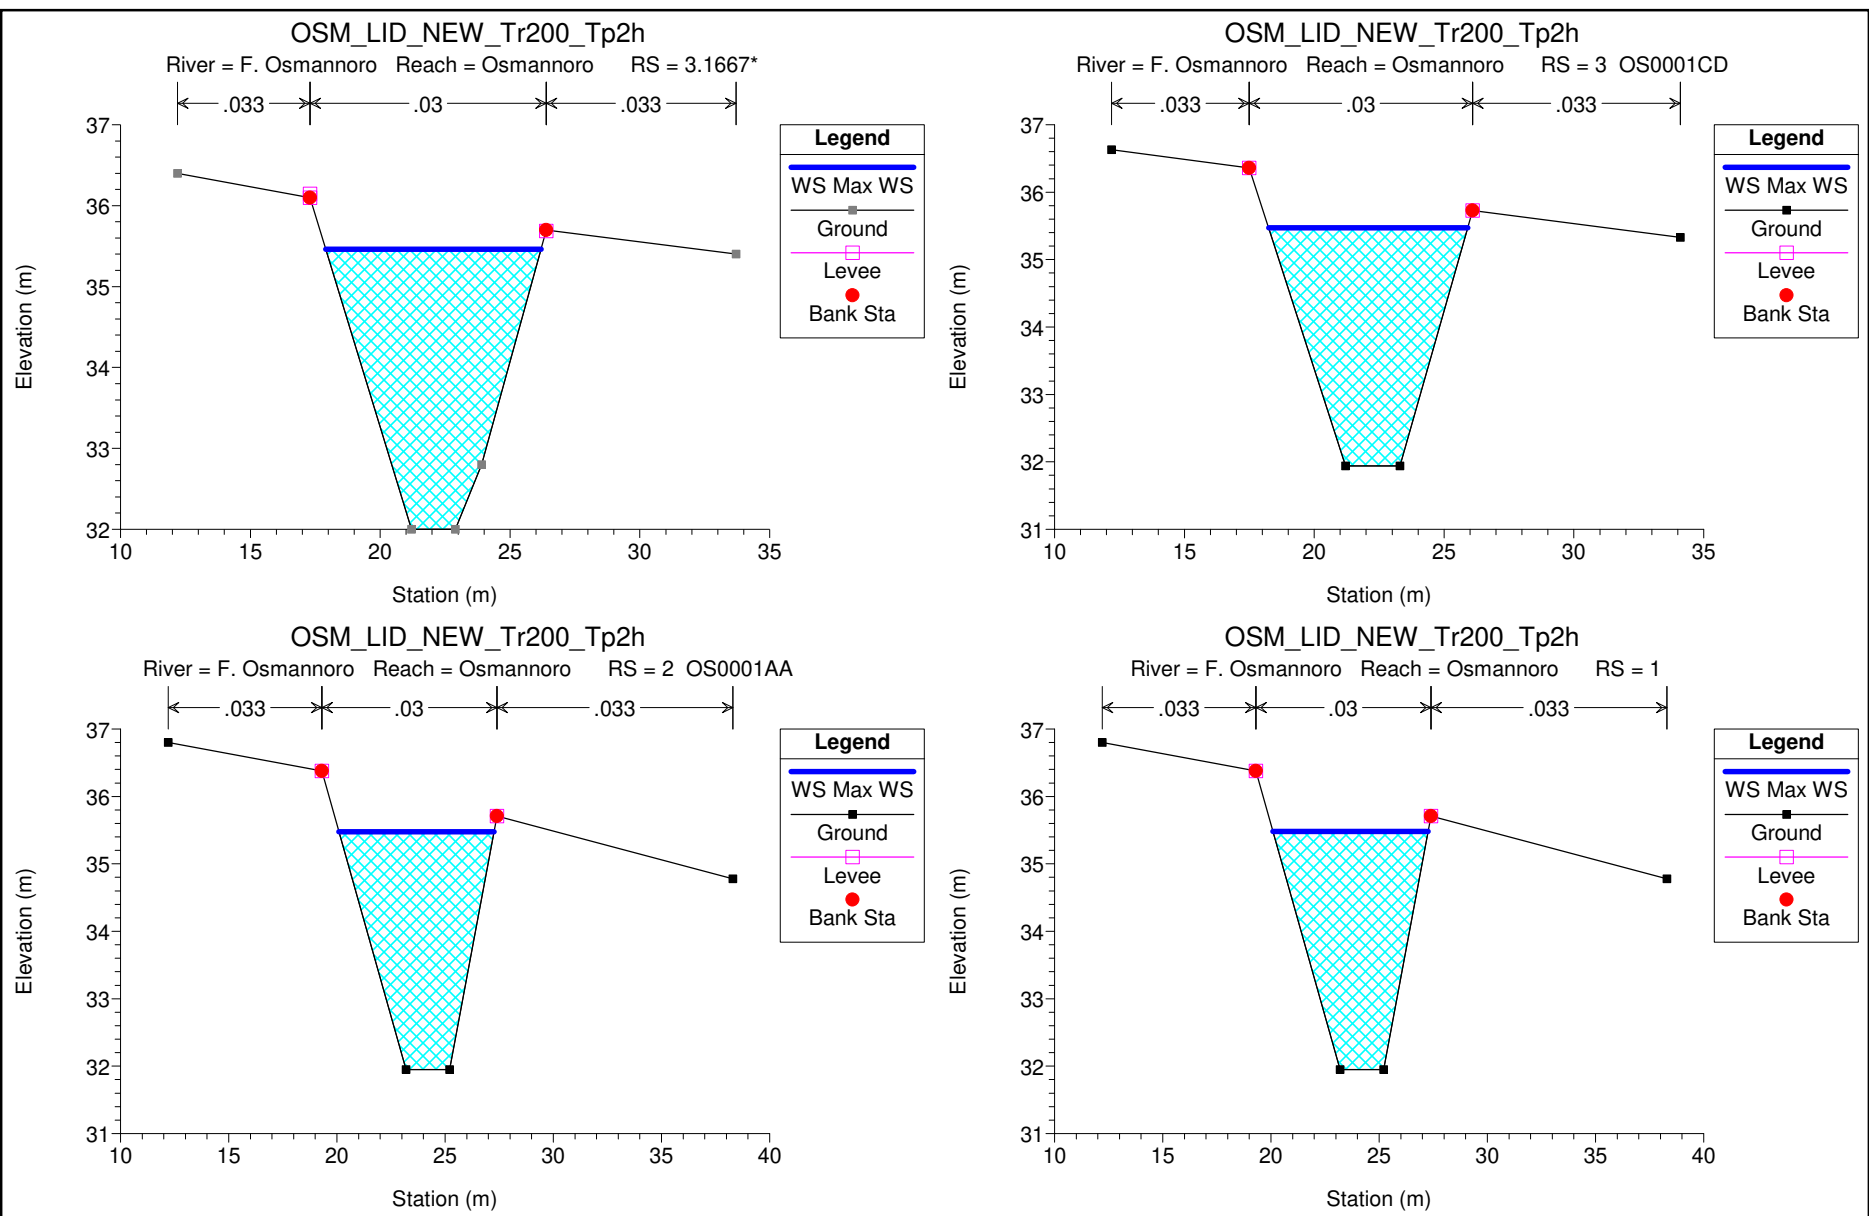 OSM_LID_NEW_Tr200_Tp2h
River = F. Osmannoro Reach = Osmannoro RS = 3.1667*
.033 .03 .033
37
36
35
34
33
32
10 15 20 25 30 35
Elevation (m)
Station (m)
Legend
WS Max WS
Ground
Levee
Bank Sta
OSM_LID_NEW_Tr200_Tp2h
River = F. Osmannoro Reach = Osmannoro RS = 3 OS0001CD
.033 .03 .033
37
36
35
34
33
32
31
10 15 20 25 30 35
Elevation (m)
Station (m)
Legend
WS Max WS
Ground
Levee
Bank Sta
OSM_LID_NEW_Tr200_Tp2h
River = F. Osmannoro Reach = Osmannoro RS = 2 OS0001AA
.033 .03 .033
37
36
35
34
33
32
31
10 15 20 25 30 35 40
Elevation (m)
Station (m)
Legend
WS Max WS
Ground
Levee
Bank Sta
OSM_LID_NEW_Tr200_Tp2h
River = F. Osmannoro Reach = Osmannoro RS = 1
.033 .03 .033
37
36
35
34
33
32
31
10 15 20 25 30 35 40
Elevation (m)
Station (m)
Legend
WS Max WS
Ground
Levee
Bank Sta